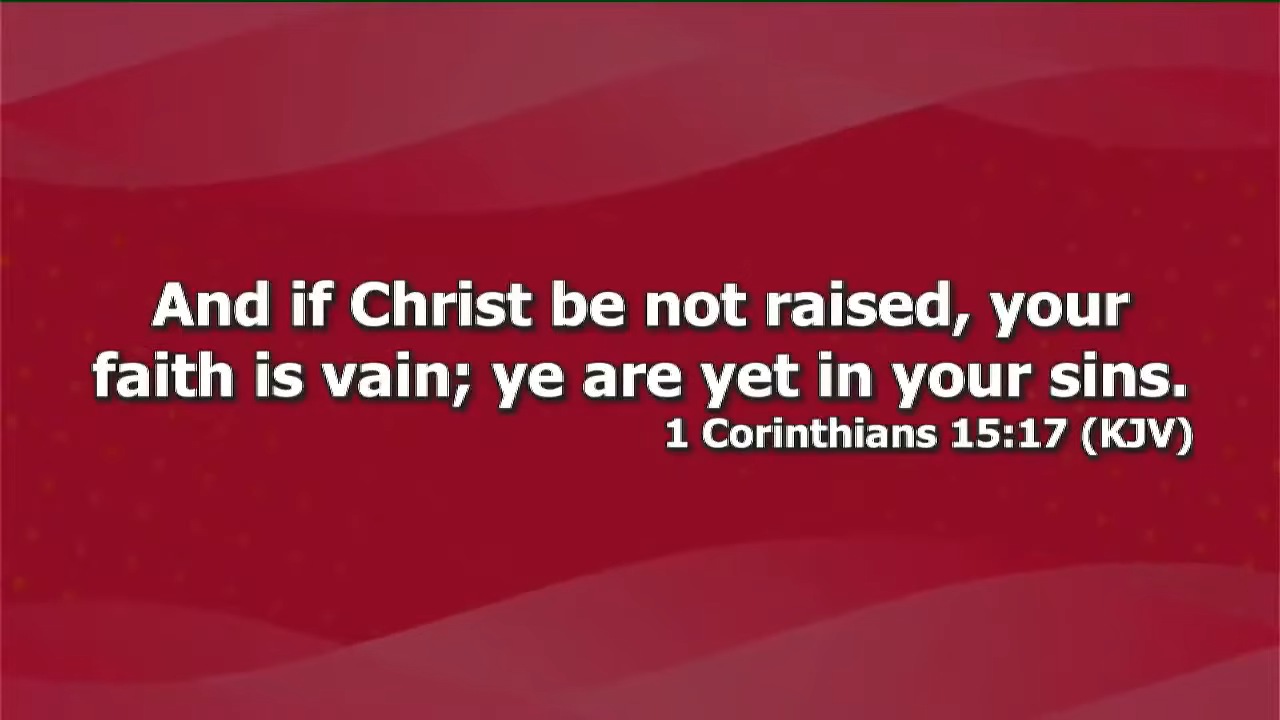 And if Christ be not raised, your
faith is vain; ye are yet in your sins.
1 Corinthians 15:17 (KJV)